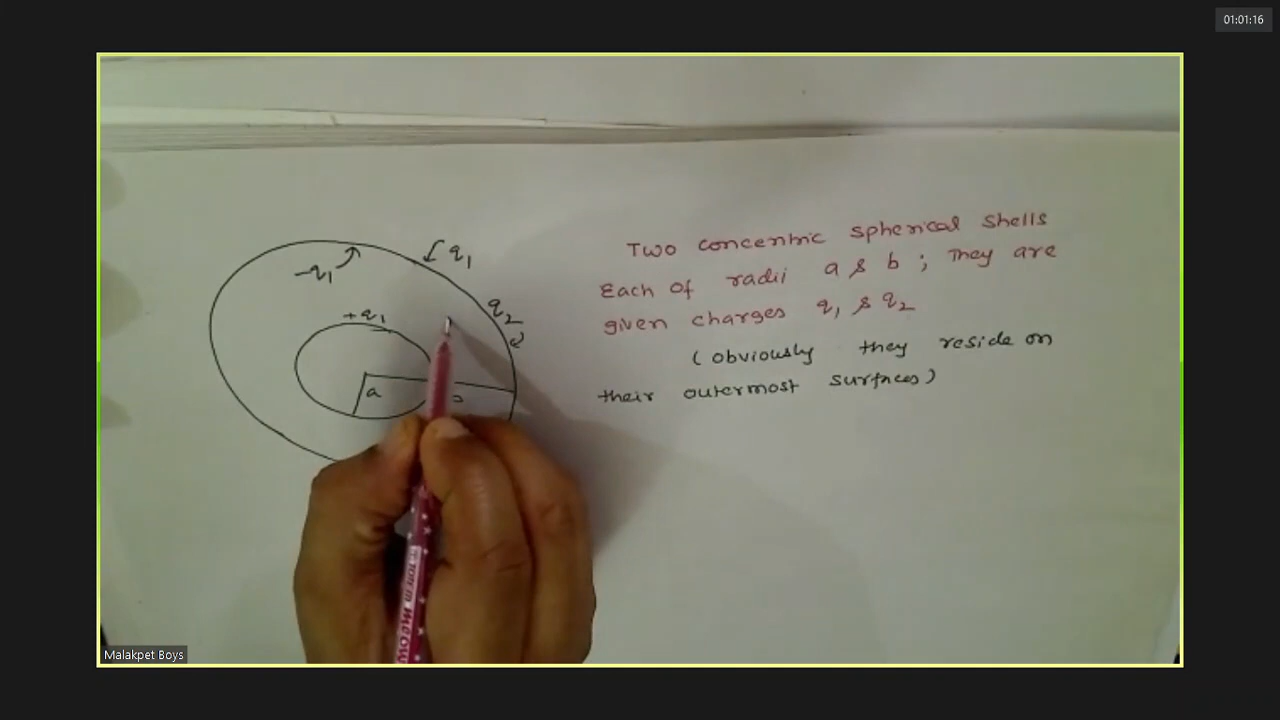 01:01:16
Two concentric spherical shells
Each of radii a & b ; They are
given charges q₁ & q₂
(obviously they reside on
their outermost surfaces)
-q₁
q₁
q₂
+q₁
a
b
Malakpet Boys